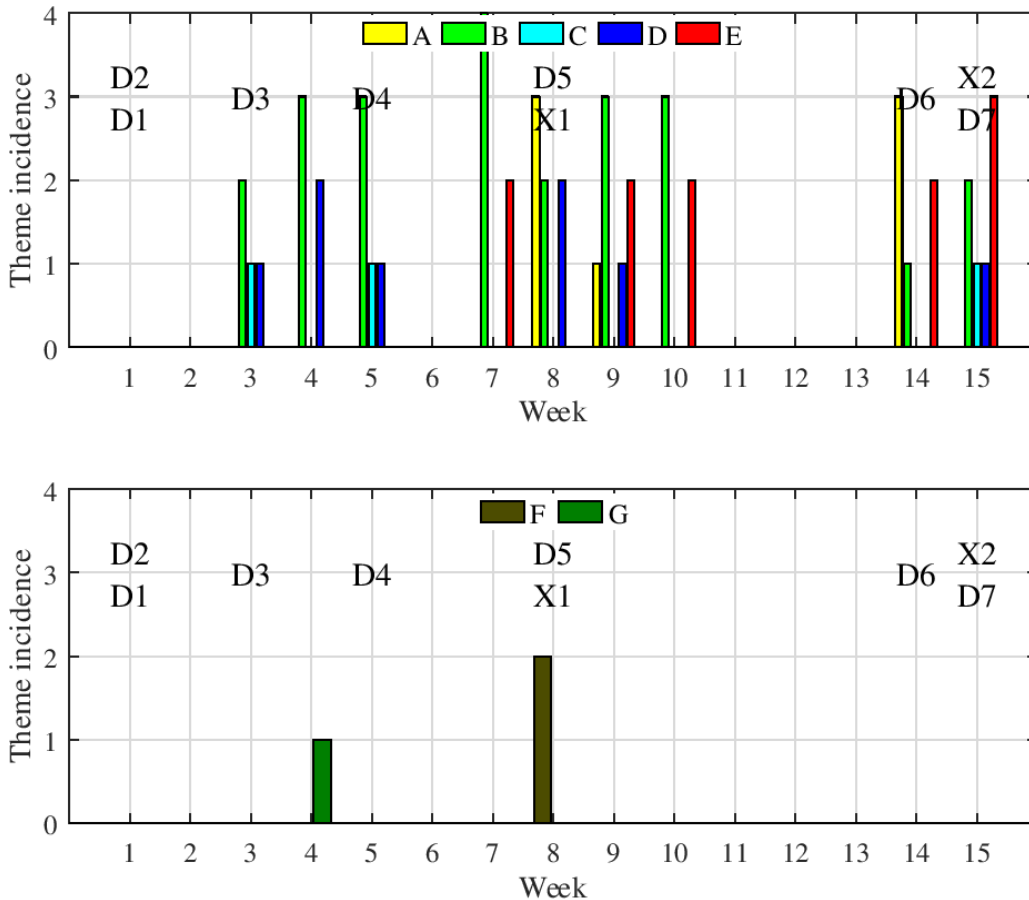 4
A B C D E
D2 D5 X2
3 D3 D4 D6
D1 X1 D7
2
1
0
Theme incidence
1 2 3 4 5 6 7 8 9 10 11 12 13 14 15
Week
4
F G
D2 D5 X2
3 D3 D4 D6
D1 X1 D7
2
1
0
Theme incidence
1 2 3 4 5 6 7 8 9 10 11 12 13 14 15
Week